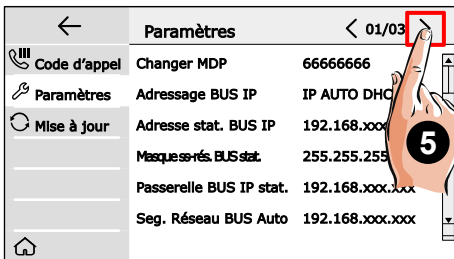 Paramètres 01/03
Code d'appel
Paramètres
Mise à jour
Changer MDP 66666666
Adressage BUS IP IP AUTO DHC
Adresse stat. BUS IP 192.168.xxx
Masque ss-rés. BUS stat. 255.255.255
Passerelle BUS IP stat. 192.168.xxx.xxx
Seg. Réseau BUS Auto 192.168.xxx.xxx
5